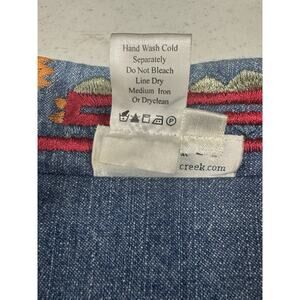 Hand Wash Cold
Separately
Do Not Bleach
Line Dry
Medium Iron
Or Dryclean
creek.com